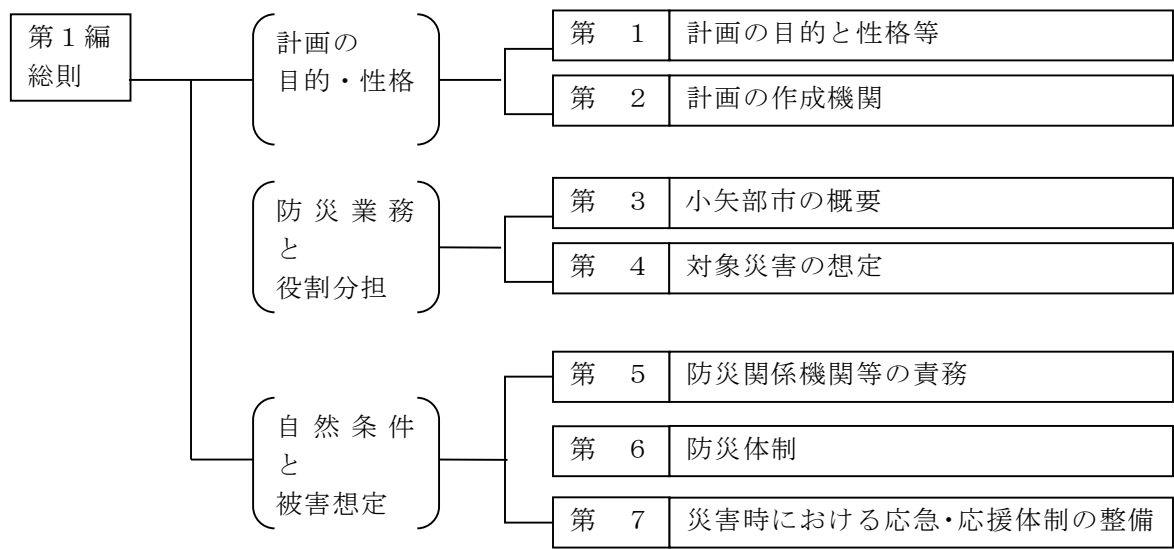 第１編
総則
計画の
目的・性格
第　１　計画の目的と性格等
第　２　計画の作成機関
防災業務
と
役割分担
第　３　小矢部市の概要
第　４　対象災害の想定
自然条件
と
被害想定
第　５　防災関係機関等の責務
第　６　防災体制
第　７　災害時における応急・応援体制の整備